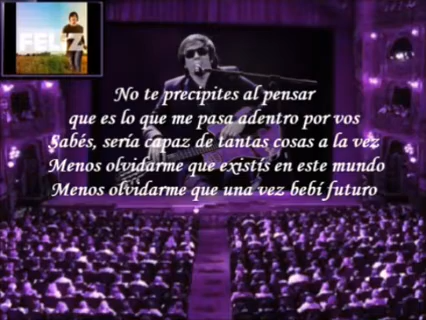 FELIZ
No te precipites al pensar
que es lo que me pasa adentro por vos
Sabés, sería capaz de tantas cosas a la vez
Menos olvidarme que existís en este mundo
Menos olvidarme que una vez bebí futuro